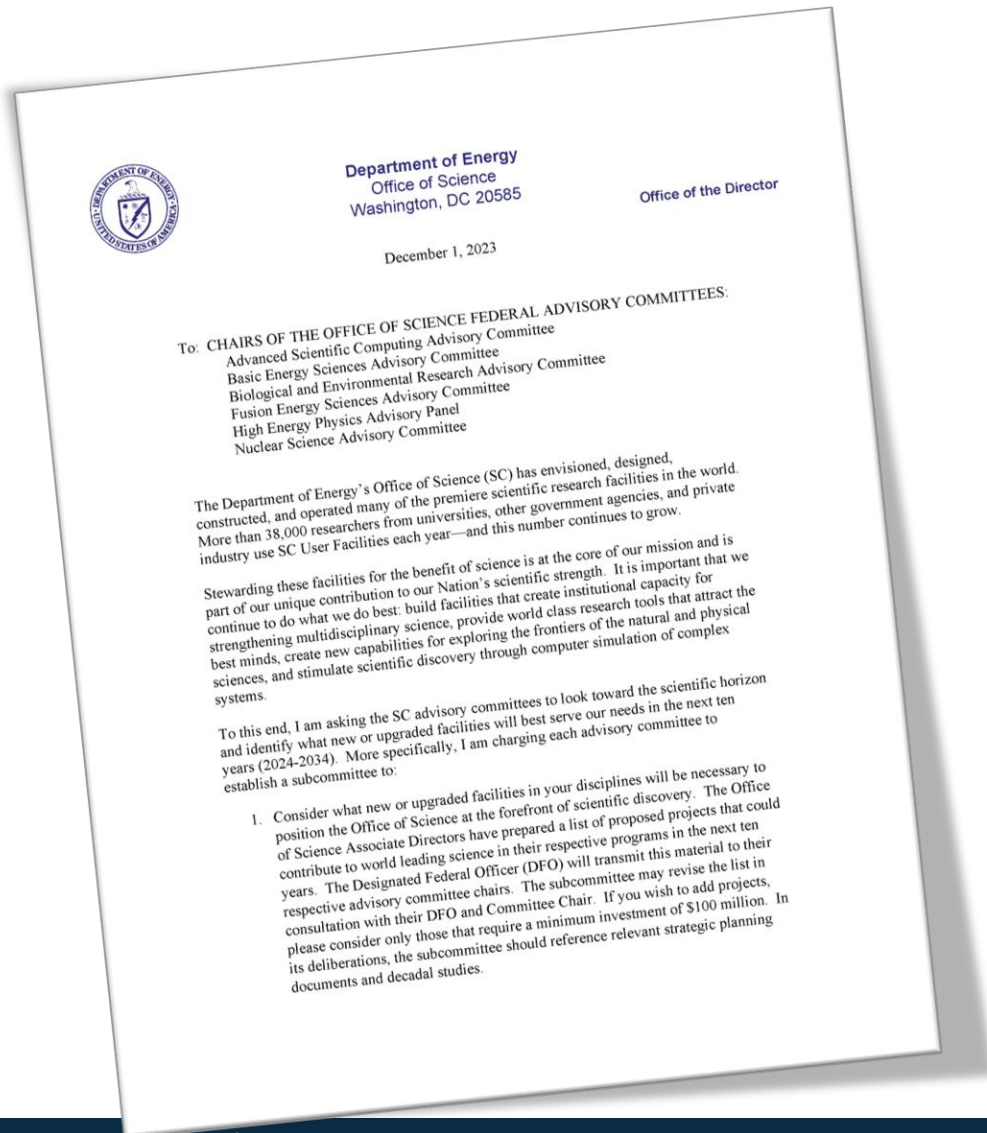 DEPARTMENT OF ENERGY
UNITED STATES OF AMERICA
Department of Energy
Office of Science
Washington, DC 20585
Office of the Director
December 1, 2023
To: CHAIRS OF THE OFFICE OF SCIENCE FEDERAL ADVISORY COMMITTEES:
Advanced Scientific Computing Advisory Committee
Basic Energy Sciences Advisory Committee
Biological and Environmental Research Advisory Committee
Fusion Energy Sciences Advisory Committee
High Energy Physics Advisory Panel
Nuclear Science Advisory Committee
The Department of Energy’s Office of Science (SC) has envisioned, designed,
constructed, and operated many of the premiere scientific research facilities in the world.
More than 38,000 researchers from universities, other government agencies, and private
industry use SC User Facilities each year—and this number continues to grow.
Stewarding these facilities for the benefit of science is at the core of our mission and is
part of our unique contribution to our Nation’s scientific strength. It is important that we
continue to do what we do best: build facilities that create institutional capacity for
strengthening multidisciplinary science, provide world class research tools that attract the
best minds, create new capabilities for exploring the frontiers of the natural and physical
sciences, and stimulate scientific discovery through computer simulation of complex
systems.
To this end, I am asking the SC advisory committees to look toward the scientific horizon
and identify what new or upgraded facilities will best serve our needs in the next ten
years (2024-2034). More specifically, I am charging each advisory committee to
establish a subcommittee to:
1. Consider what new or upgraded facilities in your disciplines will be necessary to
position the Office of Science at the forefront of scientific discovery. The Office
of Science Associate Directors have prepared a list of proposed projects that could
contribute to world leading science in their respective programs in the next ten
years. The Designated Federal Officer (DFO) will transmit this material to their
respective advisory committee chairs. The subcommittee may revise the list in
consultation with their DFO and Committee Chair. If you wish to add projects,
please consider only those that require a minimum investment of $100 million. In
its deliberations, the subcommittee should reference relevant strategic planning
documents and decadal studies.